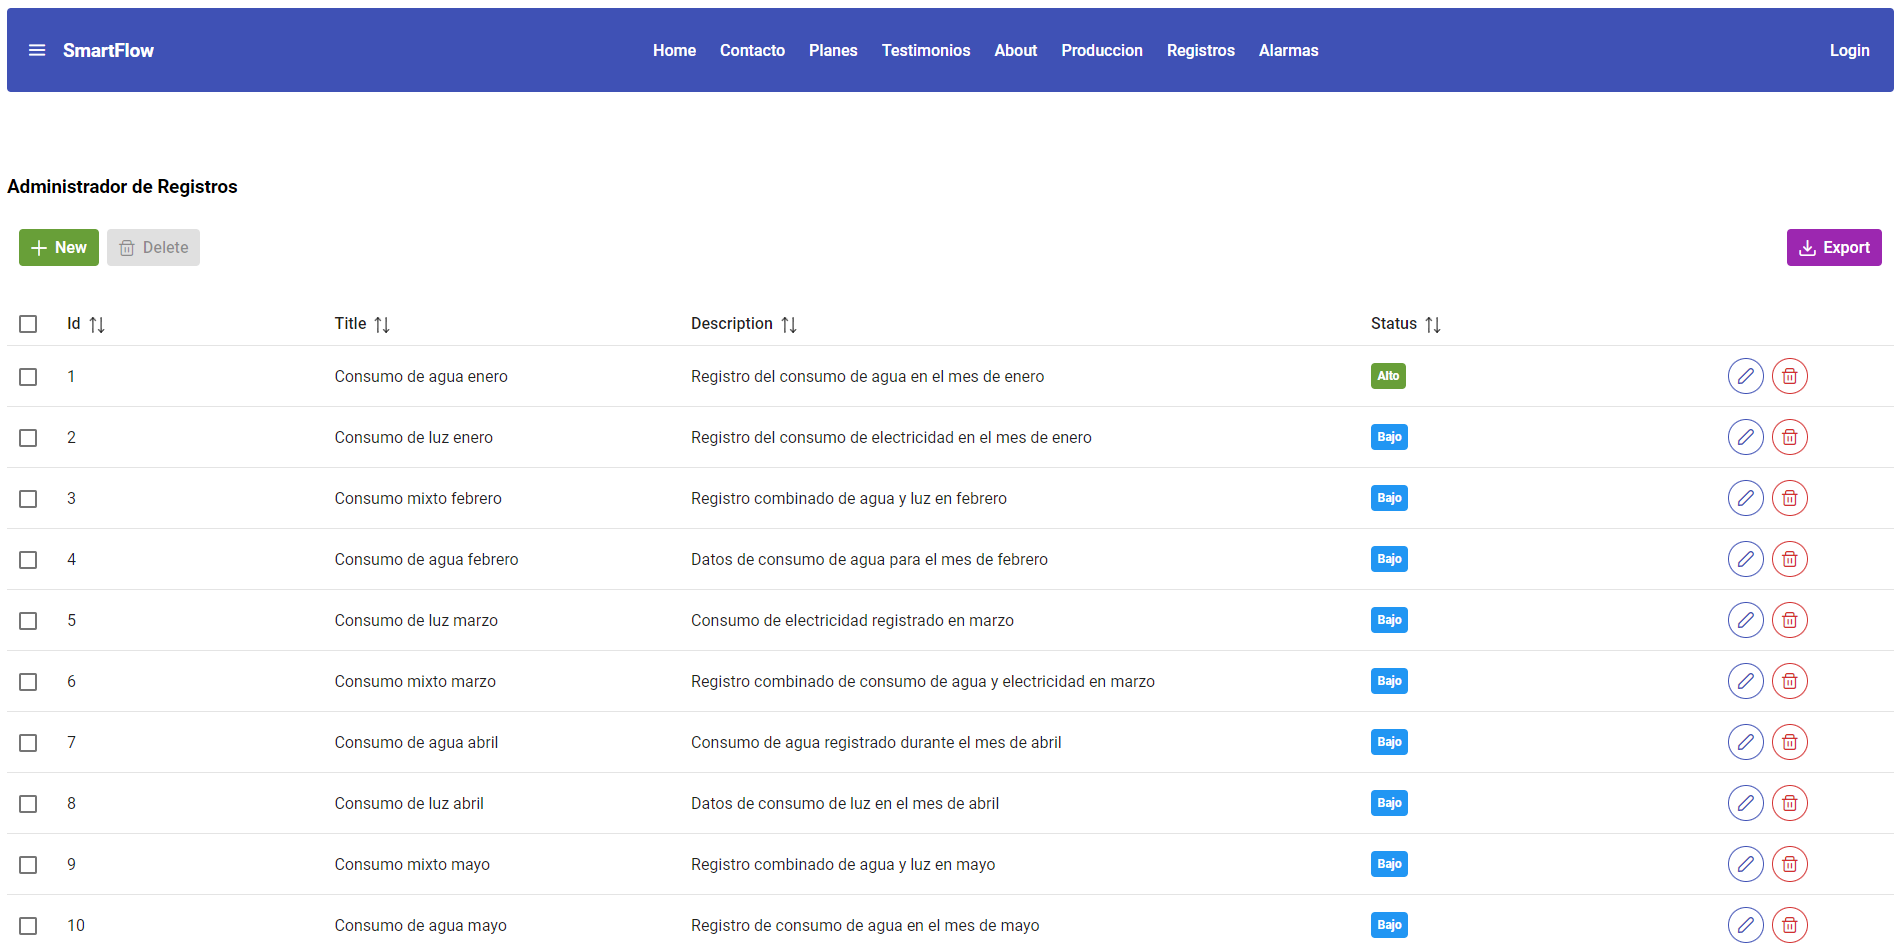 SmartFlow Home Contacto Planes Testimonios About Produccion Registros Alarmas Login
Administrador de Registros
New Delete Export
Id Title Description Status
1 Consumo de agua enero Registro del consumo de agua en el mes de enero Alto
2 Consumo de luz enero Registro del consumo de electricidad en el mes de enero Bajo
3 Consumo mixto febrero Registro combinado de agua y luz en febrero Bajo
4 Consumo de agua febrero Datos de consumo de agua para el mes de febrero Bajo
5 Consumo de luz marzo Consumo de electricidad registrado en marzo Bajo
6 Consumo mixto marzo Registro combinado de consumo de agua y electricidad en marzo Bajo
7 Consumo de agua abril Consumo de agua registrado durante el mes de abril Bajo
8 Consumo de luz abril Datos de consumo de luz en el mes de abril Bajo
9 Consumo mixto mayo Registro combinado de agua y luz en mayo Bajo
10 Consumo de agua mayo Registro de consumo de agua en el mes de mayo Bajo